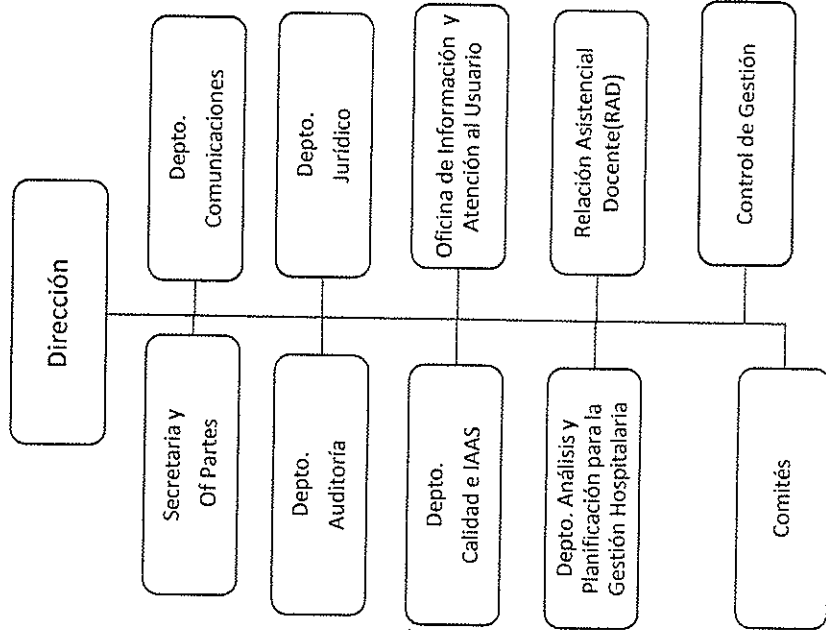 Dirección
Secretaria y
Of Partes
Depto.
Comunicaciones
Depto.
Auditoría
Depto.
Jurídico
Depto.
Calidad e IAAS
Oficina de Información y
Atención al Usuario
Depto. Análisis y
Planificación para la
Gestión Hospitalaria
Relación Asistencial
Docente(RAD)
Comités
Control de Gestión